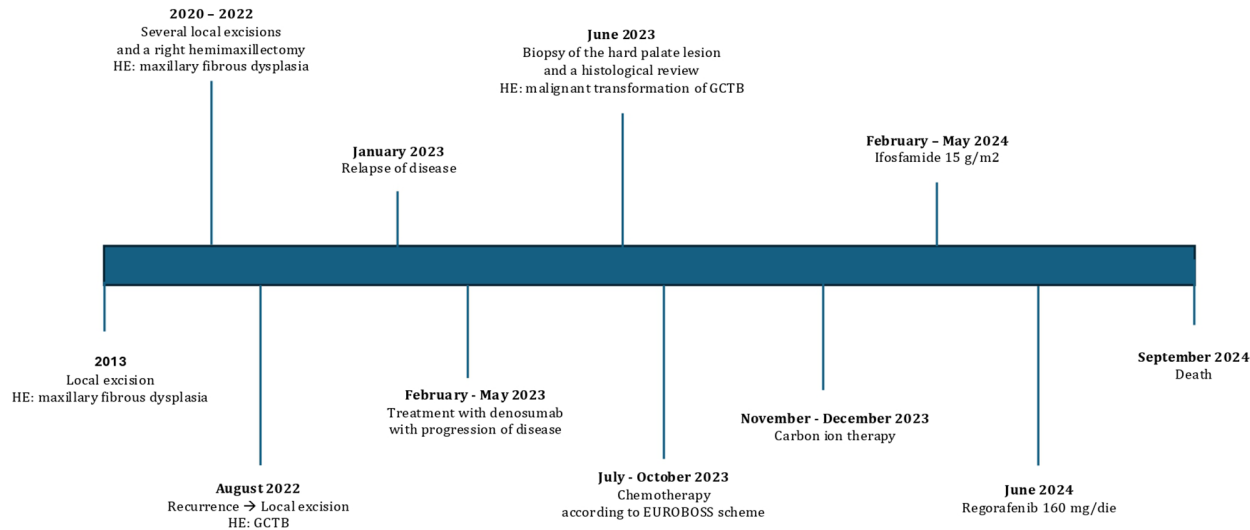 2020 – 2022
Several local excisions
and a right hemimaxillectomy
HE: maxillary fibrous dysplasia
June 2023
Biopsy of the hard palate lesion
and a histological review
HE: malignant transformation of GCTB
January 2023
Relapse of disease
February – May 2024
Ifosfamide 15 g/m2
2013
Local excision
HE: maxillary fibrous dysplasia
August 2022
Recurrence → Local excision
HE: GCTB
February - May 2023
Treatment with denosumab
with progression of disease
July - October 2023
Chemotherapy
according to EUROBOSS scheme
November - December 2023
Carbon ion therapy
June 2024
Regorafenib 160 mg/die
September 2024
Death